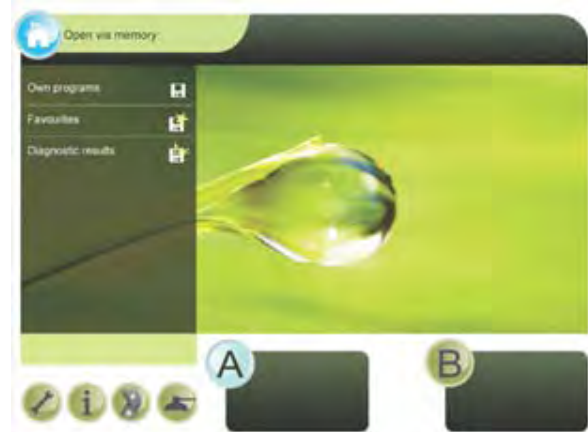 Open via memory
Own programs
Favourites
Diagnostic results
A
B
i